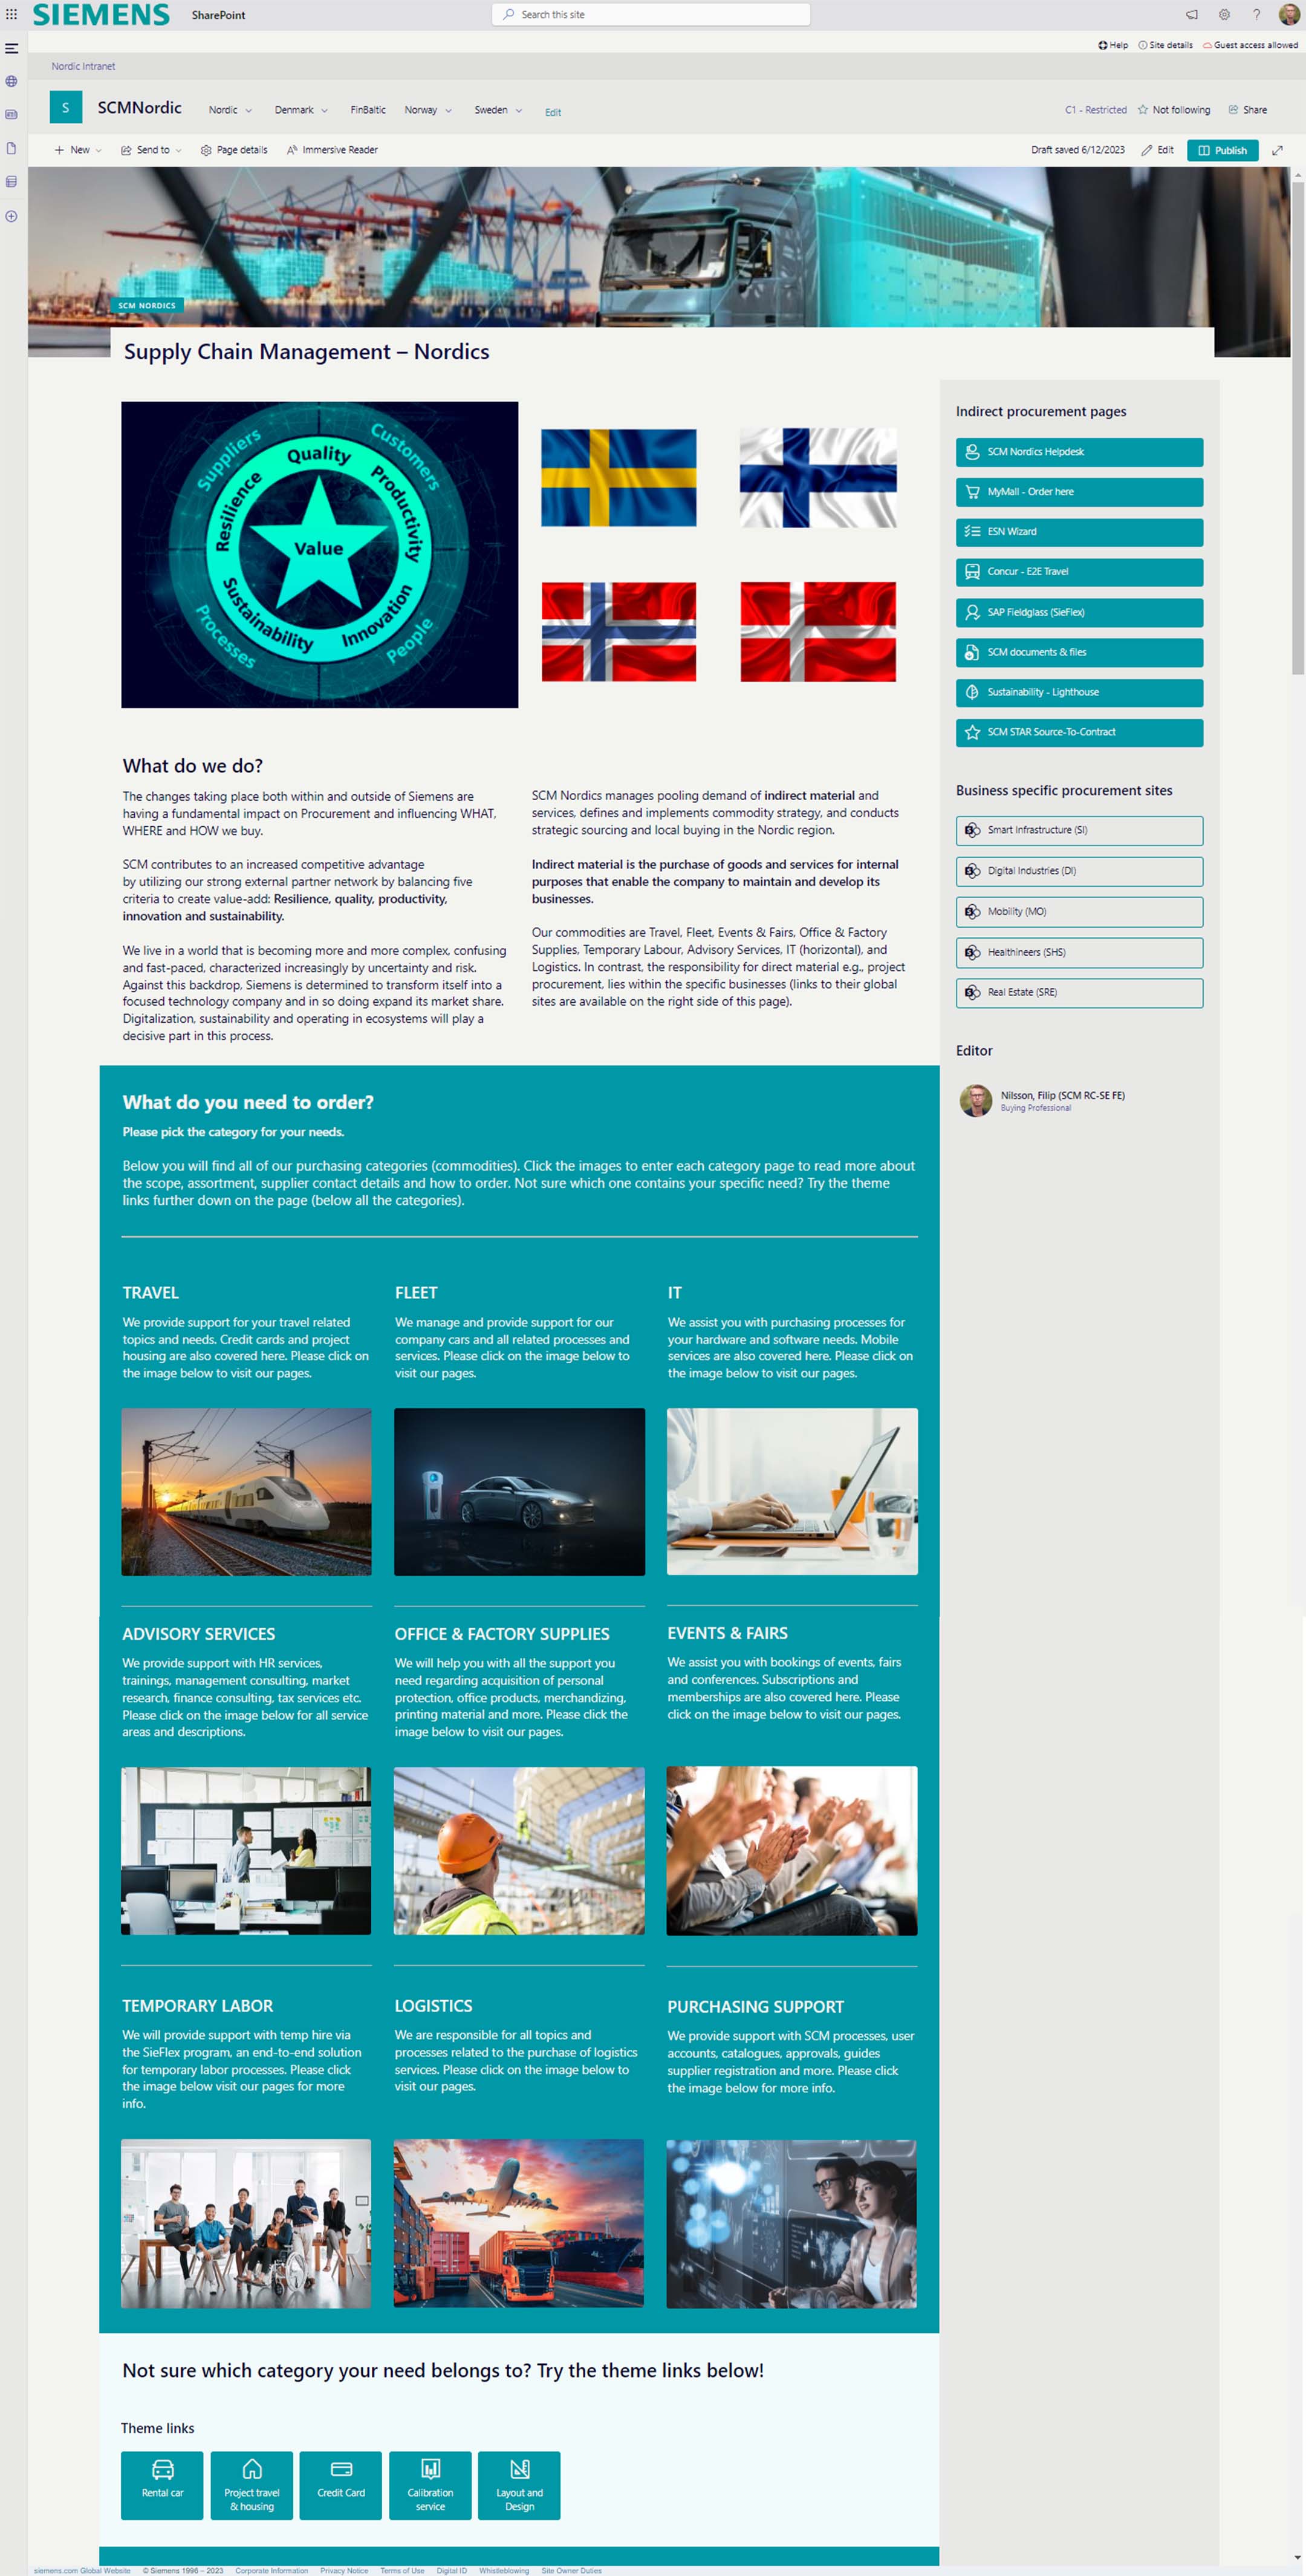 SIEMENS
SharePoint
Search this site
Help
Site details
Guest access allowed
Nordic Intranet
S
SCMNordic
Nordic
Denmark
FinBaltic
Norway
Sweden
Edit
C1 - Restricted
Not following
Share
New
Send to
Page details
Immersive Reader
Draft saved 6/12/2023
Edit
Publish
SCM NORDICS
Supply Chain Management – Nordics
Suppliers
Customers
Quality
Resilience
Productivity
Value
Sustainability
Innovation
Processes
People
What do we do?
The changes taking place both within and outside of Siemens are
having a fundamental impact on Procurement and influencing WHAT,
WHERE and HOW we buy.
SCM contributes to an increased competitive advantage
by utilizing our strong external partner network by balancing five
criteria to create value-add: Resilience, quality, productivity,
innovation and sustainability.
We live in a world that is becoming more and more complex, confusing
and fast-paced, characterized increasingly by uncertainty and risk.
Against this backdrop, Siemens is determined to transform itself into a
focused technology company and in so doing expand its market share.
Digitalization, sustainability and operating in ecosystems will play a
decisive part in this process.
SCM Nordics manages pooling demand of indirect material and
services, defines and implements commodity strategy, and conducts
strategic sourcing and local buying in the Nordic region.
Indirect material is the purchase of goods and services for internal
purposes that enable the company to maintain and develop its
businesses.
Our commodities are Travel, Fleet, Events & Fairs, Office & Factory
Supplies, Temporary Labour, Advisory Services, IT (horizontal), and
Logistics. In contrast, the responsibility for direct material e.g., project
procurement, lies within the specific businesses (links to their global
sites are available on the right side of this page).
Indirect procurement pages
SCM Nordics Helpdesk
MyMall - Order here
ESN Wizard
Concur - E2E Travel
SAP Fieldglass (SieFlex)
SCM documents & files
Sustainability - Lighthouse
SCM STAR Source-To-Contract
Business specific procurement sites
Smart Infrastructure (SI)
Digital Industries (DI)
Mobility (MO)
Healthineers (SHS)
Real Estate (SRE)
Editor
Nilsson, Filip (SCM RC-SE FE)
Buying Professional
What do you need to order?
Please pick the category for your needs.
Below you will find all of our purchasing categories (commodities). Click the images to enter each category page to read more about
the scope, assortment, supplier contact details and how to order. Not sure which one contains your specific need? Try the theme
links further down on the page (below all the categories).
TRAVEL
We provide support for your travel related
topics and needs. Credit cards and project
housing are also covered here. Please click on
the image below to visit our pages.
FLEET
We manage and provide support for our
company cars and all related processes and
services. Please click on the image below to
visit our pages.
IT
We assist you with purchasing processes for
your hardware and software needs. Mobile
services are also covered here. Please click on
the image below to visit our pages.
ADVISORY SERVICES
We provide support with HR services,
trainings, management consulting, market
research, finance consulting, tax services etc.
Please click on the image below for all service
areas and descriptions.
OFFICE & FACTORY SUPPLIES
We will help you with all the support you
need regarding acquisition of personal
protection, office products, merchandizing,
printing material and more. Please click the
image below to visit our pages.
EVENTS & FAIRS
We assist you with bookings of events, fairs
and conferences. Subscriptions and
memberships are also covered here. Please
click on the image below to visit our pages.
TEMPORARY LABOR
We will provide support with temp hire via
the SieFlex program, an end-to-end solution
for temporary labor processes. Please click
the image below visit our pages for more
info.
LOGISTICS
We are responsible for all topics and
processes related to the purchase of logistics
services. Please click on the image below to
visit our pages.
PURCHASING SUPPORT
We provide support with SCM processes, user
accounts, catalogues, approvals, guides
supplier registration and more. Please click
the image below for more info.
Not sure which category your need belongs to? Try the theme links below!
Theme links
Rental car
Project travel
& housing
Credit Card
Calibration
service
Layout and
Design
siemens.com Global Website
© Siemens 1996 – 2023
Corporate Information
Privacy Notice
Terms of Use
Digital ID
Whistleblowing
Site Owner Duties